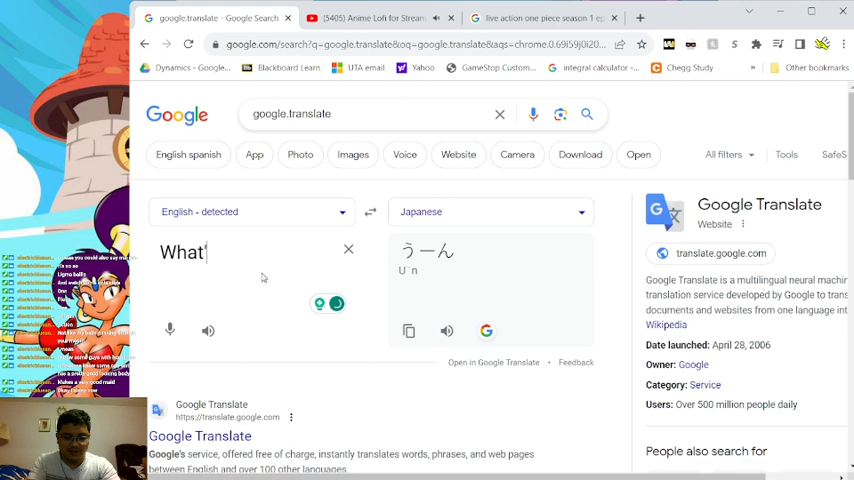 google.translate - Google Search
(5405) Anime Lofi for Stream
live action one piece season 1 ep
google.com/search?q=google.translate&oq=google.translate&aqs=chrome.0.69i59j0i20...
Dynamics - Google...
Blackboard Learn
UTA email
Yahoo
GameStop Custom...
integral calculator -...
Chegg Study
Other bookmarks
Google
google.translate
English spanish
App
Photo
Images
Voice
Website
Camera
Download
Open
All filters
Tools
SafeS
English - detected
Japanese
What'
うーん
Ūn
Open in Google Translate
Feedback
Google Translate
https://translate.google.com
Google Translate
Google's service, offered free of charge, instantly translates words, phrases, and web pages
between English and over 100 other languages.
Google Translate
Website
translate.google.com
Google Translate is a multilingual neural machin
translation service developed by Google to trans
documents and websites from one language into
Wikipedia
Date launched: April 28, 2006
Owner: Google
Category: Service
Users: Over 500 million people daily
People also search for